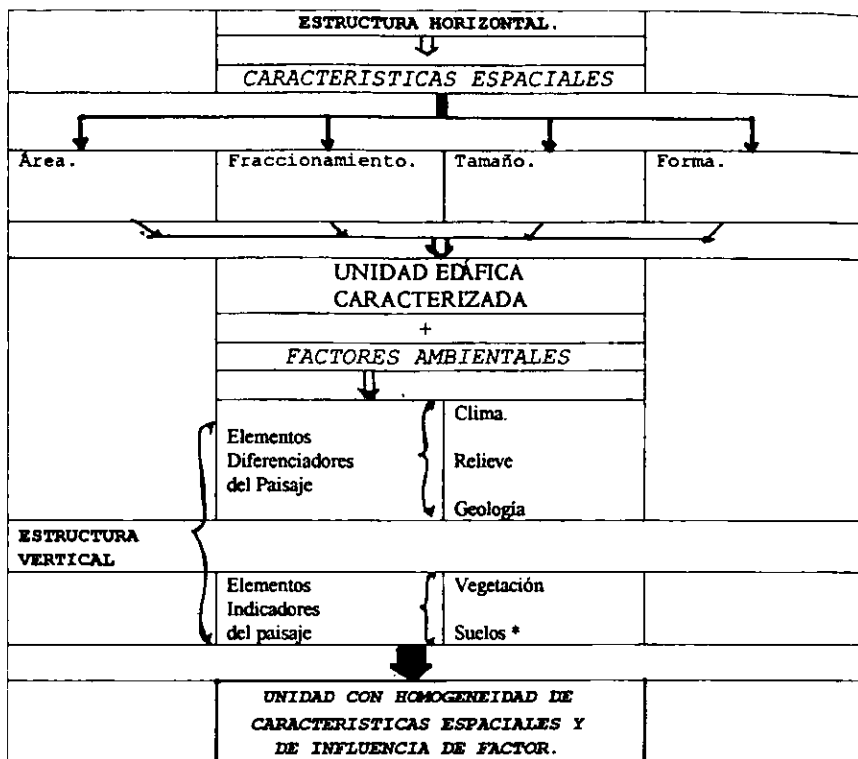 ESTRUCTURA HORIZONTAL.
CARACTERISTICAS ESPACIALES
Área.
Fraccionamiento.
Tamaño.
Forma.
UNIDAD EDÁFICA
CARACTERIZADA
+
FACTORES AMBIENTALES
Elementos
Diferenciadores
del Paisaje
Clima.
Relieve
Geología
ESTRUCTURA
VERTICAL
Elementos
Indicadores
del paisaje
Vegetación
Suelos *
UNIDAD CON HOMOGENEIDAD DE
CARACTERISTICAS ESPACIALES Y
DE INFLUENCIA DE FACTOR.